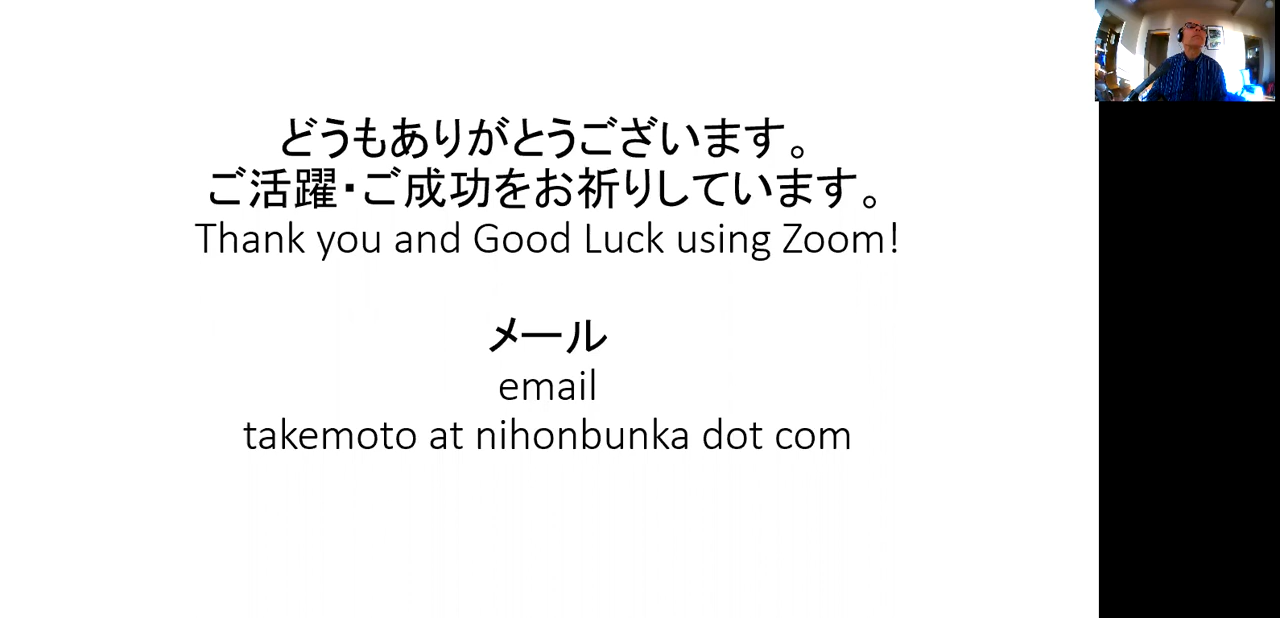 どうもありがとうございます。
ご活躍・ご成功をお祈りしています。
Thank you and Good Luck using Zoom!
メール
email
takemoto at nihonbunka dot com